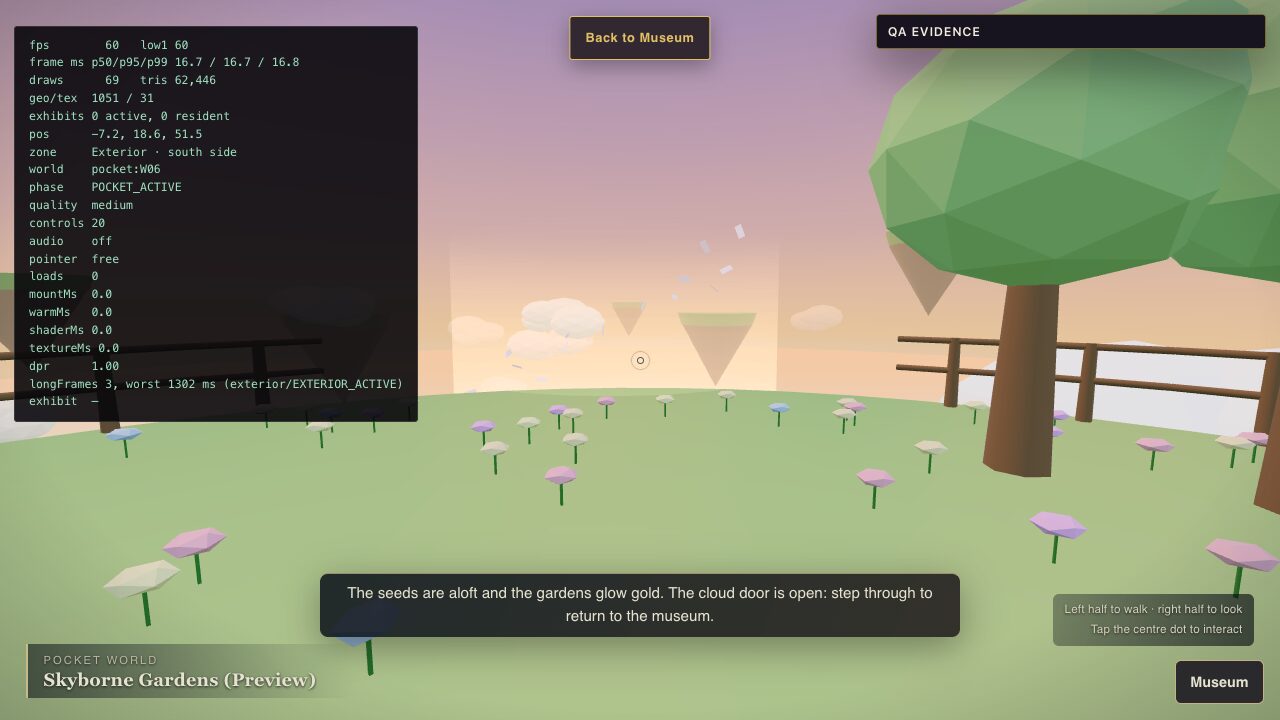 fps 60 low1 60
frame ms p50/p95/p99 16.7 / 16.7 / 16.8
draws 69 tris 62,446
geo/tex 1051 / 31
exhibits 0 active, 0 resident
pos −7.2, 18.6, 51.5
zone Exterior · south side
world pocket:W06
phase POCKET_ACTIVE
quality medium
controls 20
audio off
pointer free
loads 0
mountMs 0.0
warmMs 0.0
shaderMs 0.0
textureMs 0.0
dpr 1.00
longFrames 3, worst 1302 ms (exterior/EXTERIOR_ACTIVE)
exhibit —
Back to Museum
QA EVIDENCE
The seeds are aloft and the gardens glow gold. The cloud door is open: step through to
return to the museum.
Left half to walk · right half to look
Tap the centre dot to interact
POCKET WORLD
Skyborne Gardens (Preview)
Museum